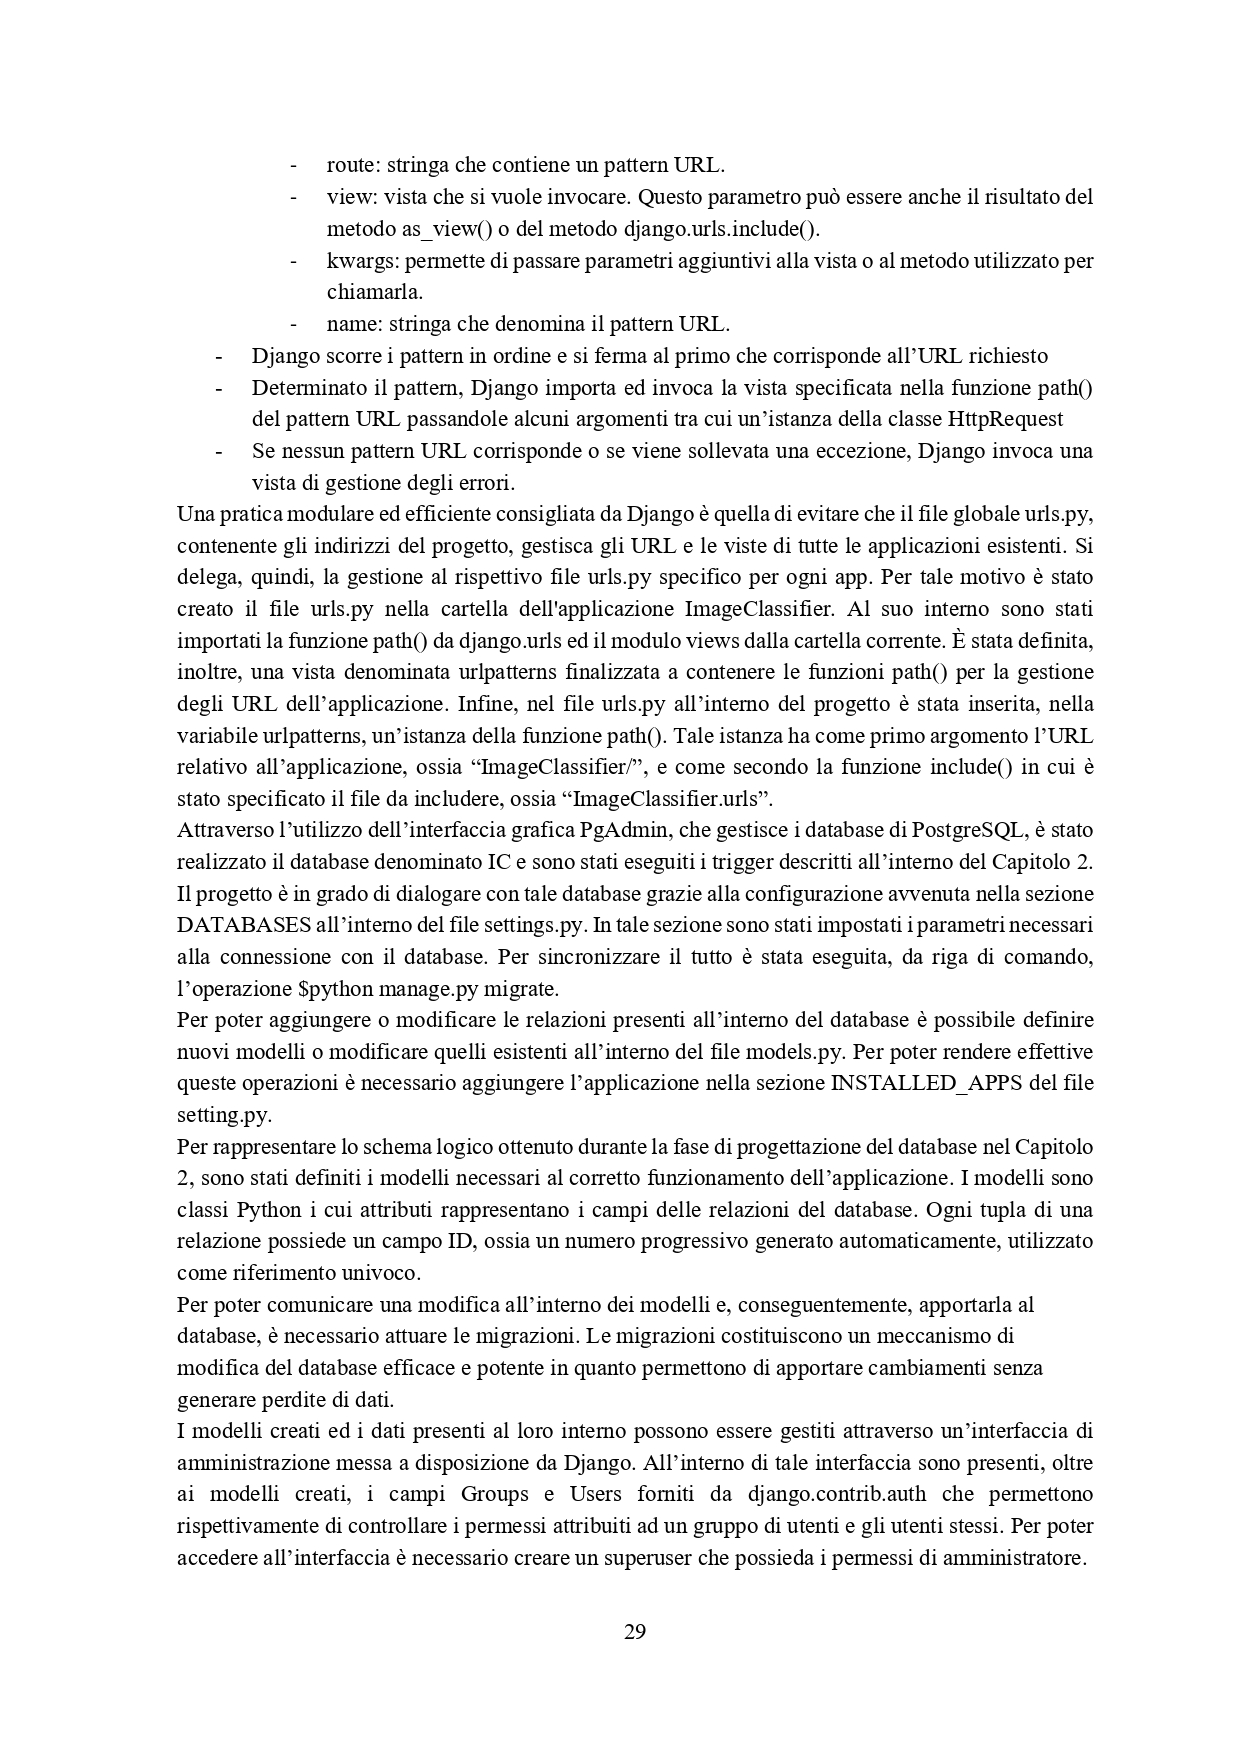 - route: stringa che contiene un pattern URL.
- view: vista che si vuole invocare. Questo parametro può essere anche il risultato del
metodo as_view() o del metodo django.urls.include().
- kwargs: permette di passare parametri aggiuntivi alla vista o al metodo utilizzato per
chiamarla.
- name: stringa che denomina il pattern URL.
- Django scorre i pattern in ordine e si ferma al primo che corrisponde all’URL richiesto
- Determinato il pattern, Django importa ed invoca la vista specificata nella funzione path()
del pattern URL passandole alcuni argomenti tra cui un’istanza della classe HttpRequest
- Se nessun pattern URL corrisponde o se viene sollevata una eccezione, Django invoca una
vista di gestione degli errori.
Una pratica modulare ed efficiente consigliata da Django è quella di evitare che il file globale urls.py,
contenente gli indirizzi del progetto, gestisca gli URL e le viste di tutte le applicazioni esistenti. Si
delega, quindi, la gestione al rispettivo file urls.py specifico per ogni app. Per tale motivo è stato
creato il file urls.py nella cartella dell'applicazione ImageClassifier. Al suo interno sono stati
importati la funzione path() da django.urls ed il modulo views dalla cartella corrente. È stata definita,
inoltre, una vista denominata urlpatterns finalizzata a contenere le funzioni path() per la gestione
degli URL dell’applicazione. Infine, nel file urls.py all’interno del progetto è stata inserita, nella
variabile urlpatterns, un’istanza della funzione path(). Tale istanza ha come primo argomento l’URL
relativo all’applicazione, ossia “ImageClassifier/”, e come secondo la funzione include() in cui è
stato specificato il file da includere, ossia “ImageClassifier.urls”.
Attraverso l’utilizzo dell’interfaccia grafica PgAdmin, che gestisce i database di PostgreSQL, è stato
realizzato il database denominato IC e sono stati eseguiti i trigger descritti all’interno del Capitolo 2.
Il progetto è in grado di dialogare con tale database grazie alla configurazione avvenuta nella sezione
DATABASES all’interno del file settings.py. In tale sezione sono stati impostati i parametri necessari
alla connessione con il database. Per sincronizzare il tutto è stata eseguita, da riga di comando,
l’operazione $python manage.py migrate.
Per poter aggiungere o modificare le relazioni presenti all’interno del database è possibile definire
nuovi modelli o modificare quelli esistenti all’interno del file models.py. Per poter rendere effettive
queste operazioni è necessario aggiungere l’applicazione nella sezione INSTALLED_APPS del file
setting.py.
Per rappresentare lo schema logico ottenuto durante la fase di progettazione del database nel Capitolo
2, sono stati definiti i modelli necessari al corretto funzionamento dell’applicazione. I modelli sono
classi Python i cui attributi rappresentano i campi delle relazioni del database. Ogni tupla di una
relazione possiede un campo ID, ossia un numero progressivo generato automaticamente, utilizzato
come riferimento univoco.
Per poter comunicare una modifica all’interno dei modelli e, conseguentemente, apportarla al
database, è necessario attuare le migrazioni. Le migrazioni costituiscono un meccanismo di
modifica del database efficace e potente in quanto permettono di apportare cambiamenti senza
generare perdite di dati.
I modelli creati ed i dati presenti al loro interno possono essere gestiti attraverso un’interfaccia di
amministrazione messa a disposizione da Django. All’interno di tale interfaccia sono presenti, oltre
ai modelli creati, i campi Groups e Users forniti da django.contrib.auth che permettono
rispettivamente di controllare i permessi attribuiti ad un gruppo di utenti e gli utenti stessi. Per poter
accedere all’interfaccia è necessario creare un superuser che possieda i permessi di amministratore.
29